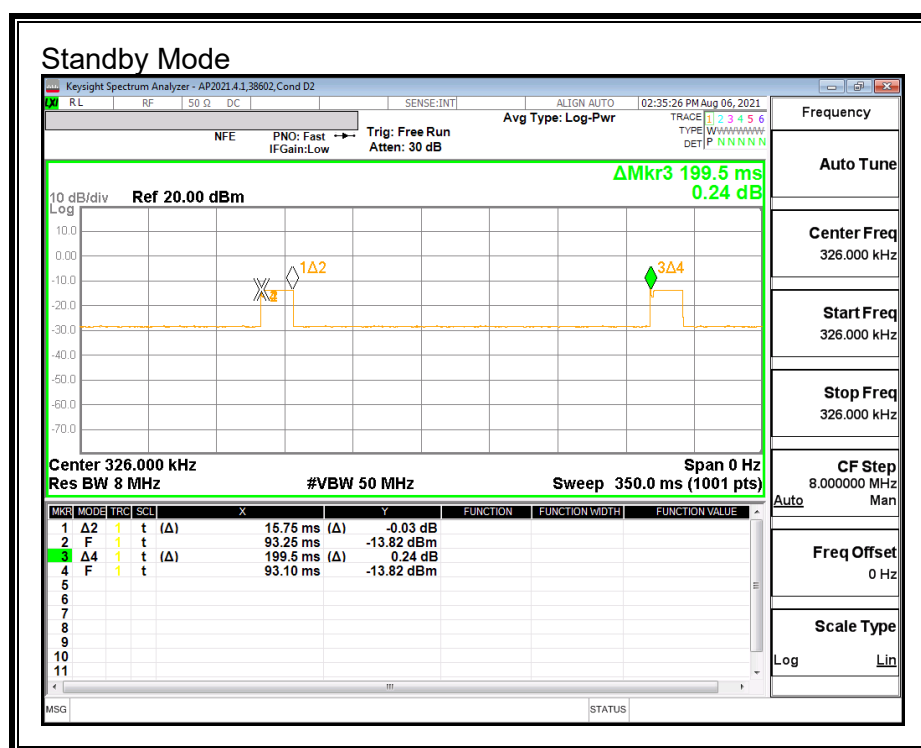 Standby Mode
Keysight Spectrum Analyzer - AP2021.4.1,38602,Cond D2
LXI RL RF 50 Ω DC SENSE:INT ALIGN AUTO 02:35:26 PM Aug 06, 2021
Avg Type: Log-Pwr TRACE 1 2 3 4 5 6
NFE PNO: Fast Trig: Free Run TYPE WWWWWW
IFGain:Low Atten: 30 dB DET P N N N N N
ΔMkr3 199.5 ms
0.24 dB
10 dB/div Ref 20.00 dBm
Log
10.0
0.00
-10.0
-20.0
-30.0
-40.0
-50.0
-60.0
-70.0
1Δ2
3Δ4
Center 326.000 kHz Span 0 Hz
Res BW 8 MHz #VBW 50 MHz Sweep 350.0 ms (1001 pts)
MKR MODE TRC SCL X Y FUNCTION FUNCTION WIDTH FUNCTION VALUE
1 Δ2 1 t (Δ) 15.75 ms (Δ) -0.03 dB
2 F 1 t 93.25 ms -13.82 dBm
3 Δ4 1 t (Δ) 199.5 ms (Δ) 0.24 dB
4 F 1 t 93.10 ms -13.82 dBm
5
6
7
8
9
10
11
MSG STATUS
Frequency
Auto Tune
Center Freq
326.000 kHz
Start Freq
326.000 kHz
Stop Freq
326.000 kHz
CF Step
8.000000 MHz
Auto Man
Freq Offset
0 Hz
Scale Type
Log Lin